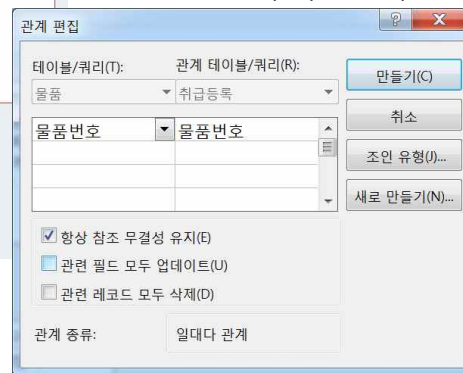 관계 편집
테이블/쿼리(T): 관계 테이블/쿼리(R):
물품 취급등록
물품번호 물품번호
만들기(C)
취소
조인 유형(J)...
새로 만들기(N)...
항상 참조 무결성 유지(E)
관련 필드 모두 업데이트(U)
관련 레코드 모두 삭제(D)
관계 종류: 일대다 관계